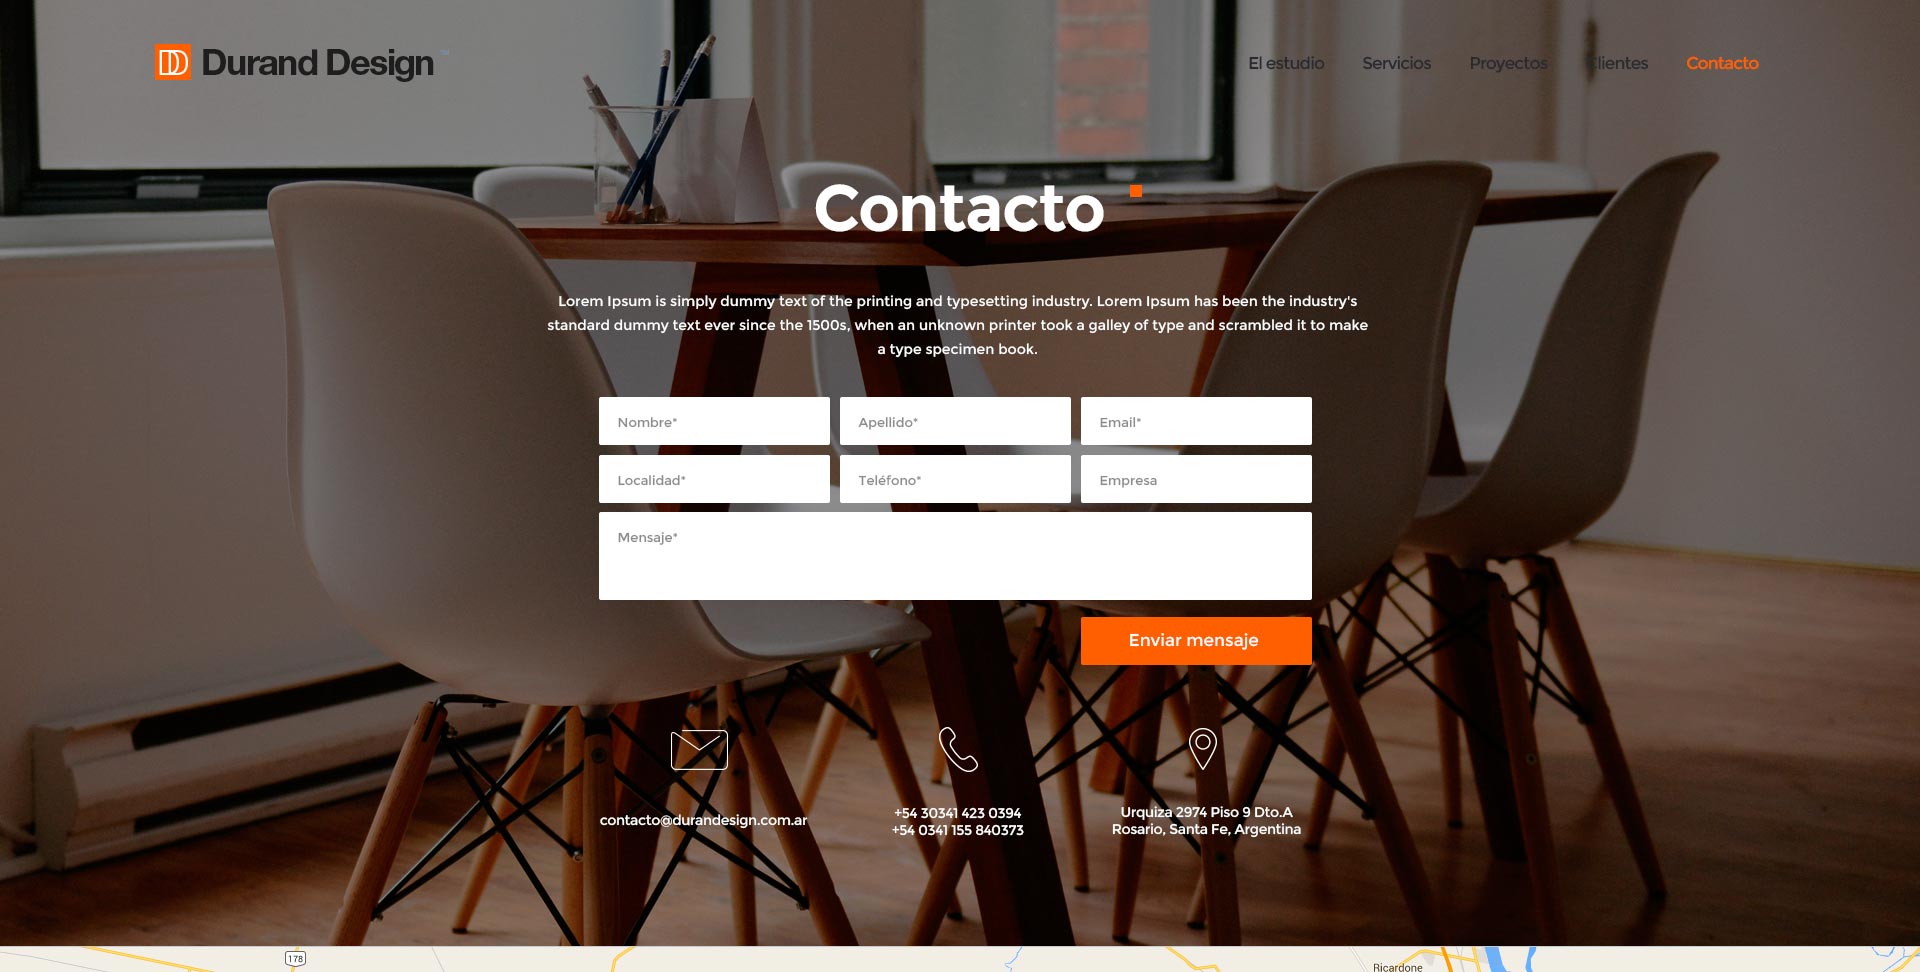 DD Durand Design
El estudio
Servicios
Proyectos
Clientes
Contacto
Contacto
Lorem Ipsum is simply dummy text of the printing and typesetting industry. Lorem Ipsum has been the industry's
standard dummy text ever since the 1500s, when an unknown printer took a galley of type and scrambled it to make
a type specimen book.
Nombre*
Apellido*
Email*
Localidad*
Teléfono*
Empresa
Mensaje*
Enviar mensaje
contacto@durandesign.com.ar
+54 30341 423 0394
+54 0341 155 840373
Urquiza 2974 Piso 9 Dto.A
Rosario, Santa Fe, Argentina
178
Ricardone